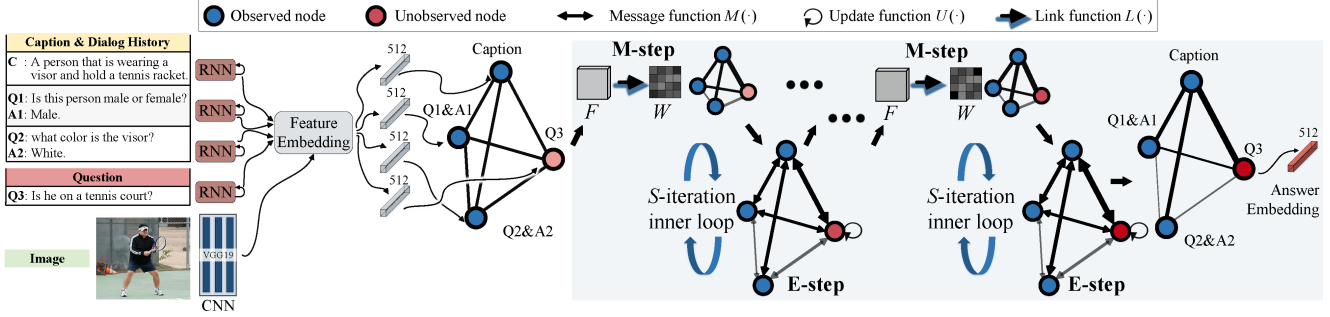 Observed node
Unobserved node
Message function M(·)
Update function U(·)
Link function L(·)
Caption & Dialog History
C : A person that is wearing a
visor and hold a tennis racket.
Q1: Is this person male or female?
A1: Male.
Q2: what color is the visor?
A2: White.
Question
Q3: Is he on a tennis court?
Image
RNN
RNN
RNN
RNN
VGG19
CNN
Feature
Embedding
512
512
512
512
Caption
Q1&A1
Q3
Q2&A2
M-step
F
W
S-iteration
inner loop
E-step
M-step
F
W
S-iteration
inner loop
E-step
Caption
Q1&A1
Q3
Q2&A2
512
Answer
Embedding